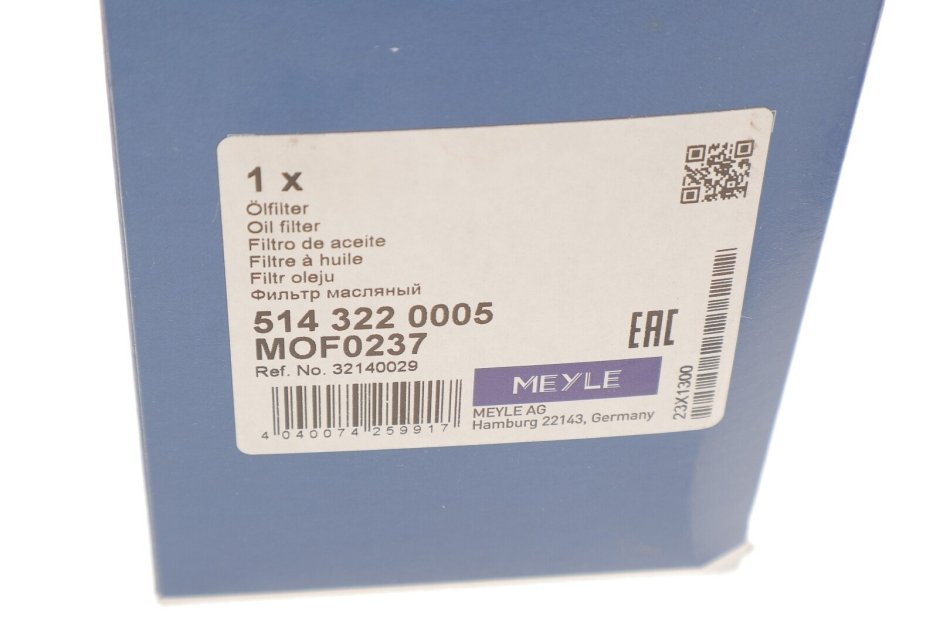 1 x
Ölfilter
Oil filter
Filtro de aceite
Filtre à huile
Filtr oleju
Фильтр масляный
514 322 0005
MOF0237
Ref. No. 32140029
4 040074 259917
MEYLE
MEYLE AG
Hamburg 22143, Germany
EAC
23X1300